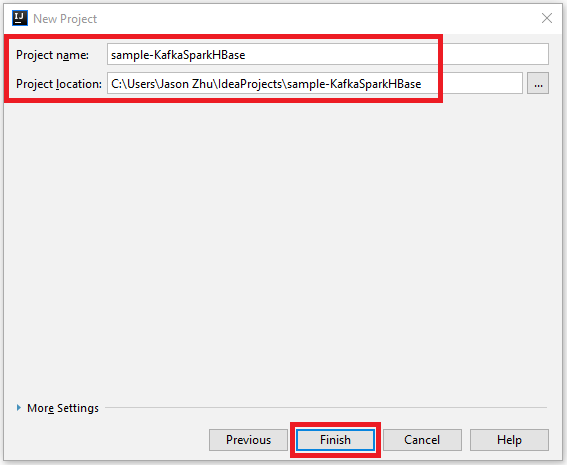 IJ
New Project
Project name: sample-KafkaSparkHBase
Project location: C:\Users\Jason Zhu\IdeaProjects\sample-KafkaSparkHBase ...
More Settings
Previous Finish Cancel Help